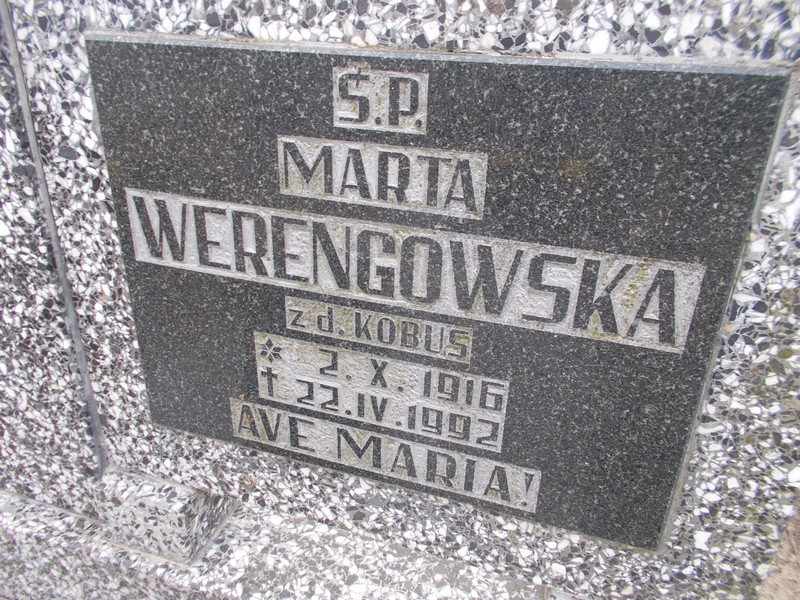 Ś.P.
MARTA
WERENGOWSKA
z d. KOBUS
* 2. X. 1916
† 22.IV.1992
AVE MARIA!